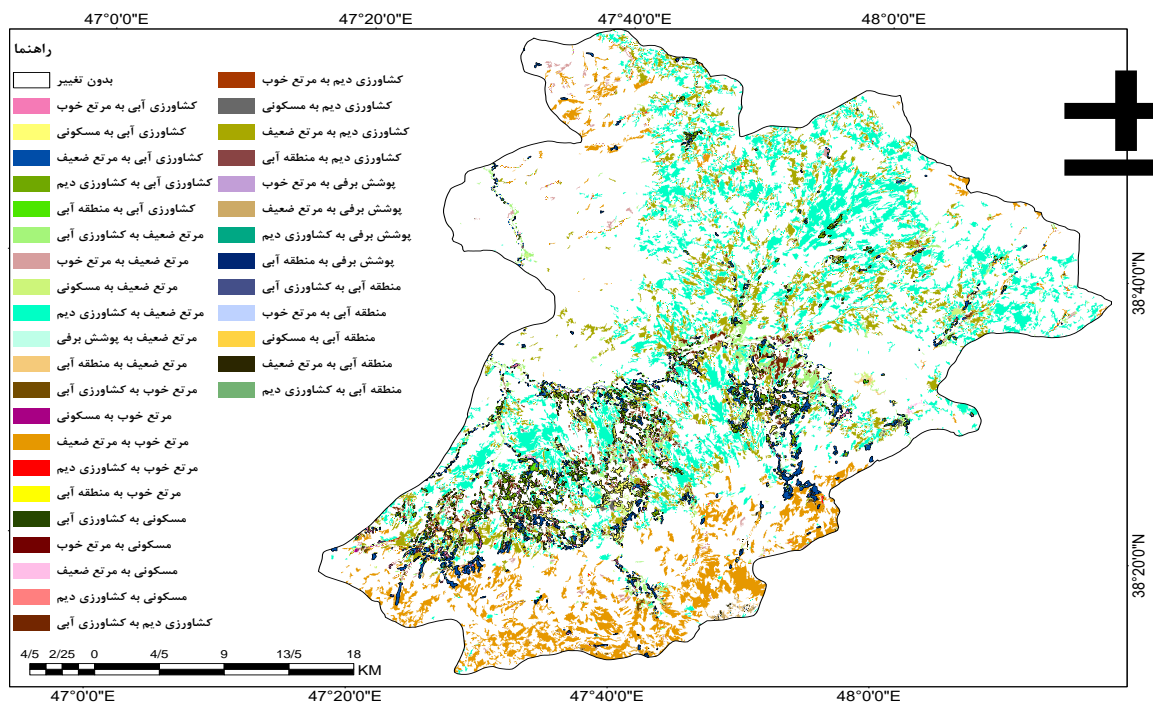 47°0'0"E 47°20'0"E 47°40'0"E 48°0'0"E
راهنما
بدون تغییر
کشاورزی آبی به مرتع خوب
کشاورزی آبی به مسکونی
کشاورزی آبی به مرتع ضعیف
کشاورزی آبی به کشاورزی دیم
کشاورزی آبی به منطقه آبی
مرتع ضعیف به کشاورزی آبی
مرتع ضعیف به مرتع خوب
مرتع ضعیف به مسکونی
مرتع ضعیف به کشاورزی دیم
مرتع ضعیف به پوشش برفی
مرتع ضعیف به منطقه آبی
مرتع خوب به کشاورزی آبی
مرتع خوب به مسکونی
مرتع خوب به مرتع ضعیف
مرتع خوب به کشاورزی دیم
مرتع خوب به منطقه آبی
مسکونی به کشاورزی آبی
مسکونی به مرتع خوب
مسکونی به مرتع ضعیف
مسکونی به کشاورزی دیم
کشاورزی دیم به کشاورزی آبی
کشاورزی دیم به مرتع خوب
کشاورزی دیم به مسکونی
کشاورزی دیم به مرتع ضعیف
کشاورزی دیم به منطقه آبی
پوشش برفی به مرتع خوب
پوشش برفی به مرتع ضعیف
پوشش برفی به کشاورزی دیم
پوشش برفی به منطقه آبی
منطقه آبی به کشاورزی آبی
منطقه آبی به مرتع خوب
منطقه آبی به مسکونی
منطقه آبی به مرتع ضعیف
منطقه آبی به کشاورزی دیم
38°40'0"N
38°20'0"N
4/5 2/25 0 4/5 9 13/5 18
KM
47°0'0"E 47°20'0"E 47°40'0"E 48°0'0"E